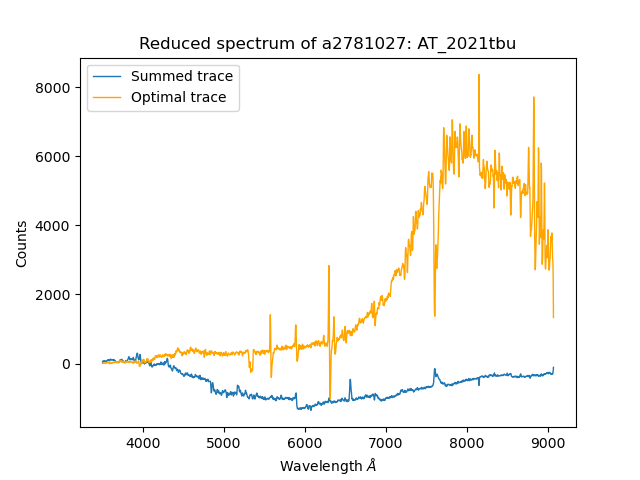 Reduced spectrum of a2781027: AT_2021tbu
Summed trace
Optimal trace
8000
6000
4000
2000
0
Counts
4000 5000 6000 7000 8000 9000
Wavelength Å